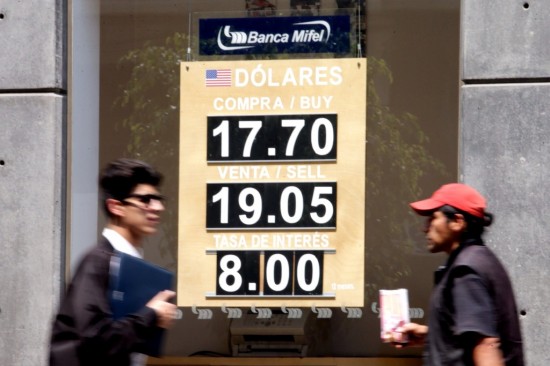 Banca Mifel
DÓLARES
COMPRA / BUY
17.70
VENTA / SELL
19.05
TASA DE INTERÉS
8.00